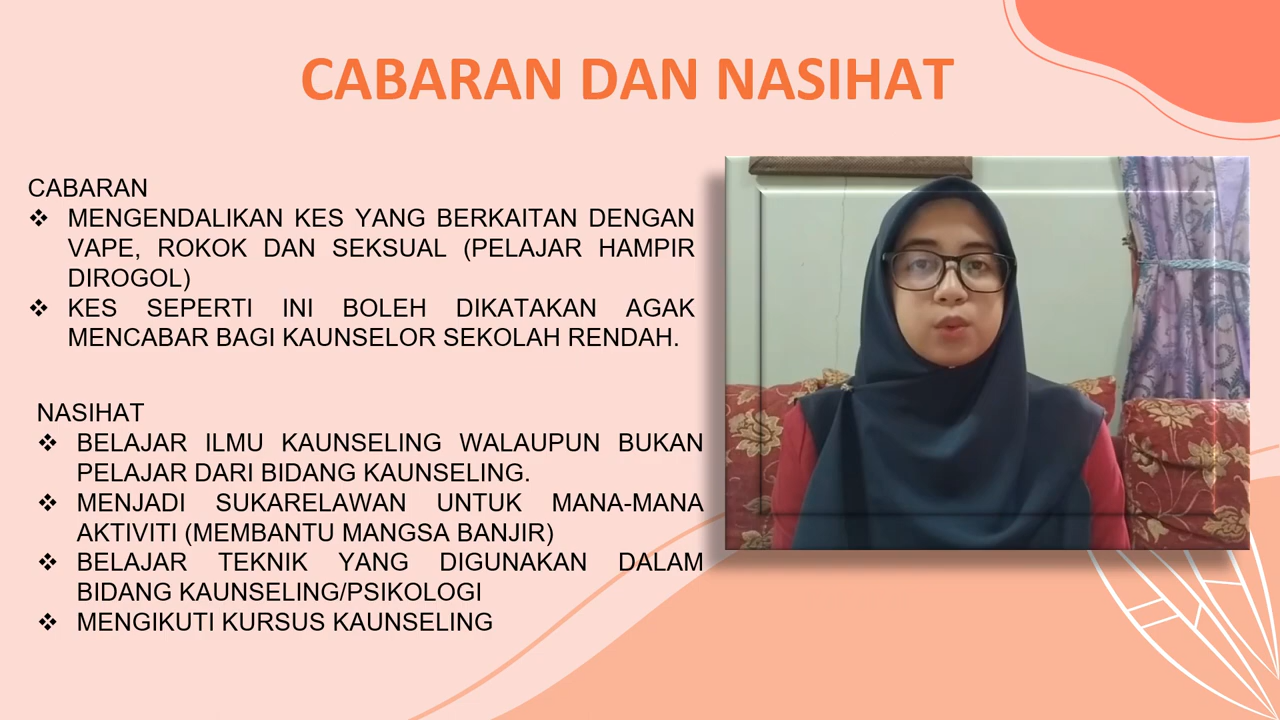 CABARAN DAN NASIHAT
CABARAN
❖ MENGENDALIKAN KES YANG BERKAITAN DENGAN
VAPE, ROKOK DAN SEKSUAL (PELAJAR HAMPIR
DIROGOL)
❖ KES SEPERTI INI BOLEH DIKATAKAN AGAK
MENCABAR BAGI KAUNSELOR SEKOLAH RENDAH.
NASIHAT
❖ BELAJAR ILMU KAUNSELING WALAUPUN BUKAN
PELAJAR DARI BIDANG KAUNSELING.
❖ MENJADI SUKARELAWAN UNTUK MANA-MANA
AKTIVITI (MEMBANTU MANGSA BANJIR)
❖ BELAJAR TEKNIK YANG DIGUNAKAN DALAM
BIDANG KAUNSELING/PSIKOLOGI
❖ MENGIKUTI KURSUS KAUNSELING